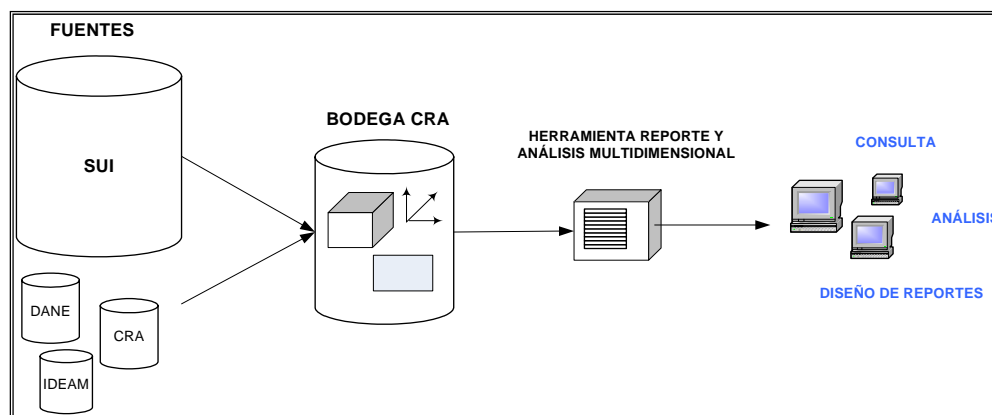 FUENTES
SUI
DANE
CRA
IDEAM
BODEGA CRA
HERRAMIENTA REPORTE Y
ANÁLISIS MULTIDIMENSIONAL
CONSULTA
ANÁLISIS
DISEÑO DE REPORTES